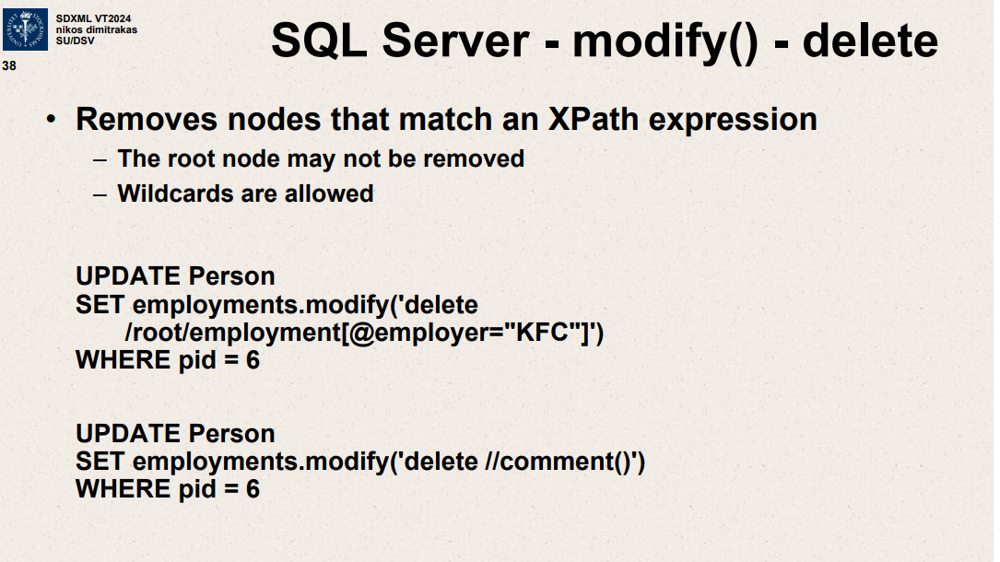 SDXML VT2024
nikos dimitrakas
SU/DSV
38
SQL Server - modify() - delete
• Removes nodes that match an XPath expression
– The root node may not be removed
– Wildcards are allowed
UPDATE Person
SET employments.modify('delete
/root/employment[@employer="KFC"]')
WHERE pid = 6
UPDATE Person
SET employments.modify('delete //comment()')
WHERE pid = 6